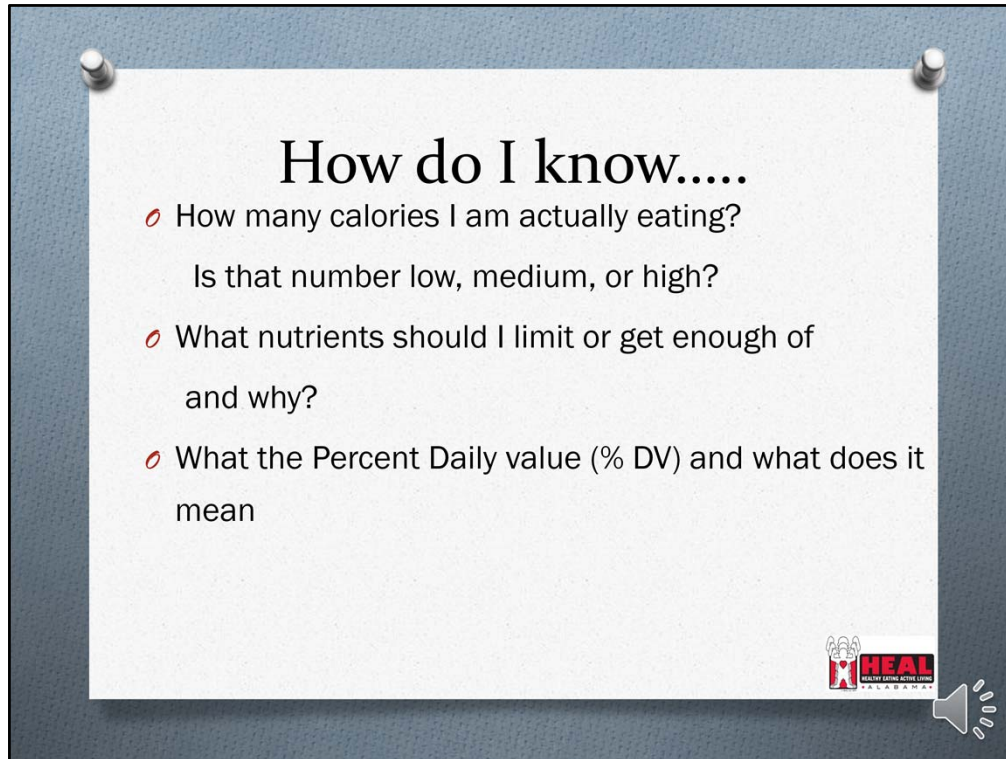 How do I know.....
How many calories I am actually eating?
Is that number low, medium, or high?
What nutrients should I limit or get enough of
and why?
What the Percent Daily value (% DV) and what does it
mean
HEAL
HEALTHY EATING ACTIVE LIVING
ALABAMA